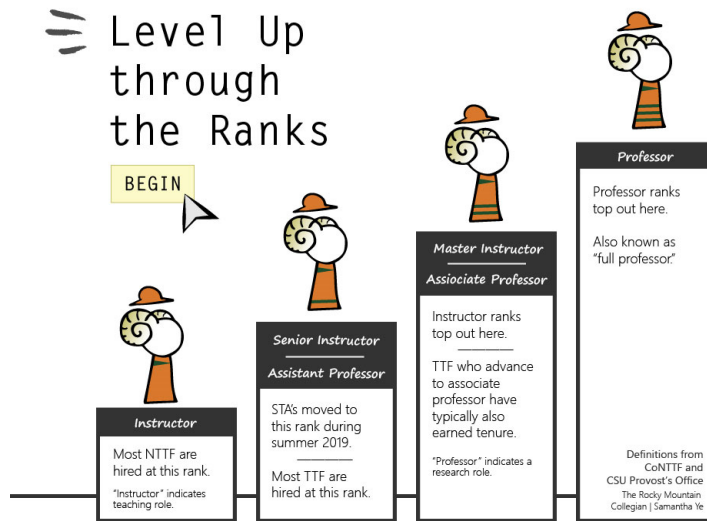 Level Up
through
the Ranks
BEGIN
Instructor
Most NTTF are
hired at this rank.
"Instructor" indicates
teaching role.
Senior Instructor
Assistant Professor
STA's moved to
this rank during
summer 2019.
Most TTF are
hired at this rank.
Master Instructor
Assiociate Professor
Instructor ranks
top out here.
TTF who advance
to associate
professor have
typically also
earned tenure.
"Professor" indicates a
research role.
Professor
Professor ranks
top out here.
Also known as
"full professor."
Definitions from
CoNTTF and
CSU Provost's Office
The Rocky Mountain
Collegian | Samantha Ye